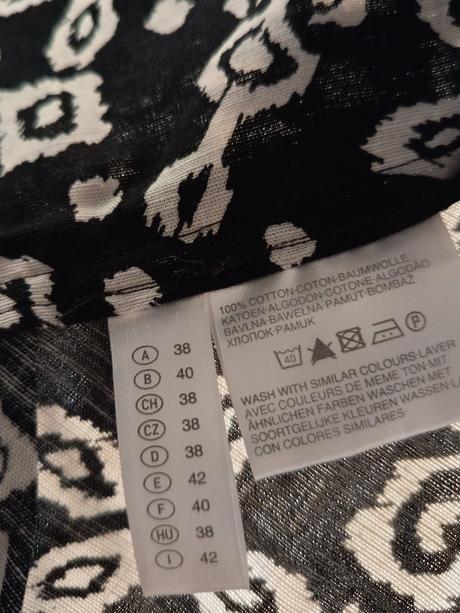 A 38
B 40
CH 38
CZ 38
D 38
E 42
F 40
HU 38
I 42
100% COTTON-COTON-BAUMWOLLE
KATOEN-ALGODON-COTONE-ALGODÃO
BAVLNA-BAWEŁNA PAMUT-BOMBAŽ
ХЛОПОК-PAMUK
40 P
WASH WITH SIMILAR COLOURS-LAVER
AVEC COULEURS DE MEME TON-MIT
ÄHNLICHEN FARBEN WASCHEN-MET
SOORTGELIJKE KLEUREN WASSEN-
CON COLORES SIMILARES